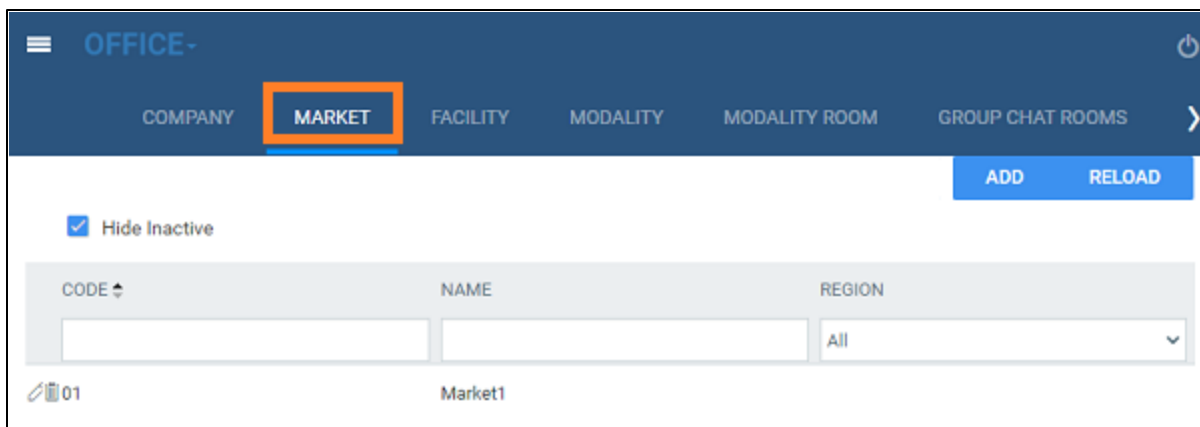 OFFICE
COMPANY MARKET FACILITY MODALITY MODALITY ROOM GROUP CHAT ROOMS
ADD RELOAD
Hide Inactive
CODE NAME REGION
All
01 Market1